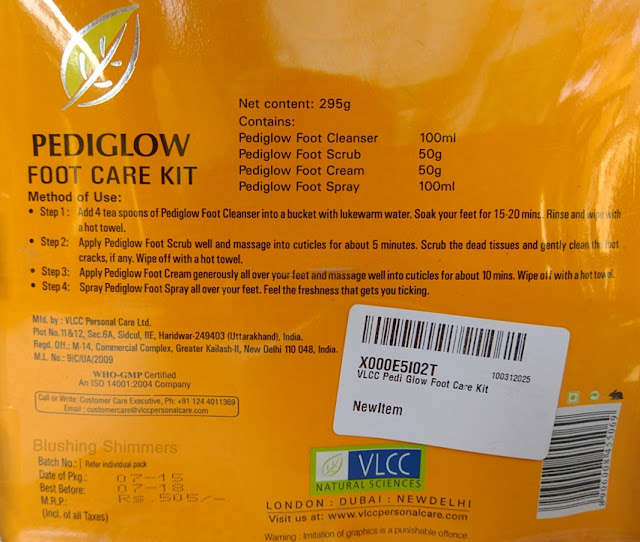 PEDIGLOW
FOOT CARE KIT
Net content: 295g
Contains:
Pediglow Foot Cleanser 100ml
Pediglow Foot Scrub 50g
Pediglow Foot Cream 50g
Pediglow Foot Spray 100ml
Method of Use:
• Step 1 : Add 4 tea spoons of Pediglow Foot Cleanser into a bucket with lukewarm water. Soak your feet for 15-20 mins. Rinse and wipe with
a hot towel.
• Step 2: Apply Pediglow Foot Scrub well and massage into cuticles for about 5 minutes. Scrub the dead tissues and gently clean the foot
cracks, if any. Wipe off with a hot towel.
• Step 3: Apply Pediglow Foot Cream generously all over your feet and massage well into cuticles for about 10 mins. Wipe off with a hot towel.
• Step 4: Spray Pediglow Foot Spray all over your feet. Feel the freshness that gets you ticking.
Mfd. by : VLCC Personal Care Ltd.
Plot No.11&12, Sec.6A, Sidcul, IIE, Haridwar-249403 (Uttarakhand), India.
Regd. Off.: M-14, Commercial Complex, Greater Kailash-II, New Delhi 110 048, India.
M.L. No.: 9/C/UA/2009
WHO-GMP Certified
An ISO 14001:2004 Company
Call or Write: Customer Care Executive, Ph: +91 124 4011369
Email : customercare@vlccpersonalcare.com
X000E5I02T
100312025
VLCC Pedi Glow Foot Care Kit
NewItem
Blushing Shimmers
Batch No.: Refer individual pack
Date of Pkg.: 07-15
Best Before: 07-18
M.R.P.: RS.505/-
(Incl. of all Taxes)
VLCC
NATURAL SCIENCES
LONDON : DUBAI : NEW DELHI
Visit us at: www.vlccpersonalcare.com
Warning : Imitation of graphics is a punishable offence.